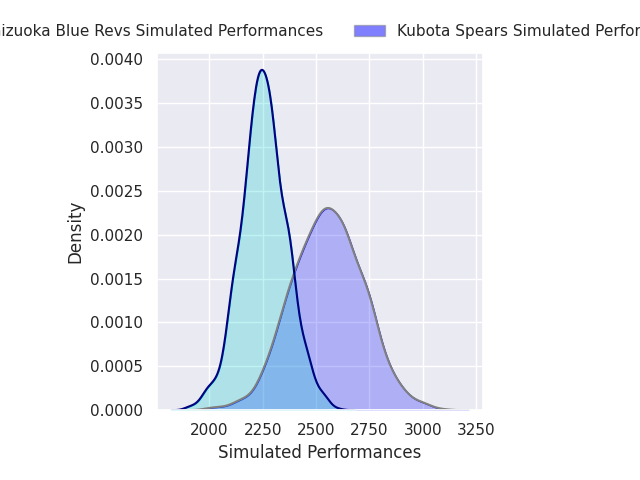 izuoka Blue Revs Simulated Performances
Kubota Spears Simulated Perfor
0.0040
0.0035
0.0030
0.0025
0.0020
0.0015
0.0010
0.0005
0.0000
Density
2000 2250 2500 2750 3000 3250
Simulated Performances